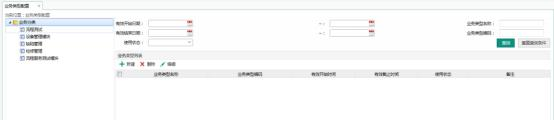 业务类型配置 ×
当前位置：业务类型配置
业务分类
流程测试
设备管理模块
缺陷管理
检修管理
流程服务测试模块
有效开始日期： ~： 业务类型名称：
有效结束日期： ~： 业务类型编码：
使用状态： 查询 重置查询条件
业务类型列表
新建 删除 编辑
业务类型名称 业务类型编码 有效开始时间 有效截止时间 使用状态 备注